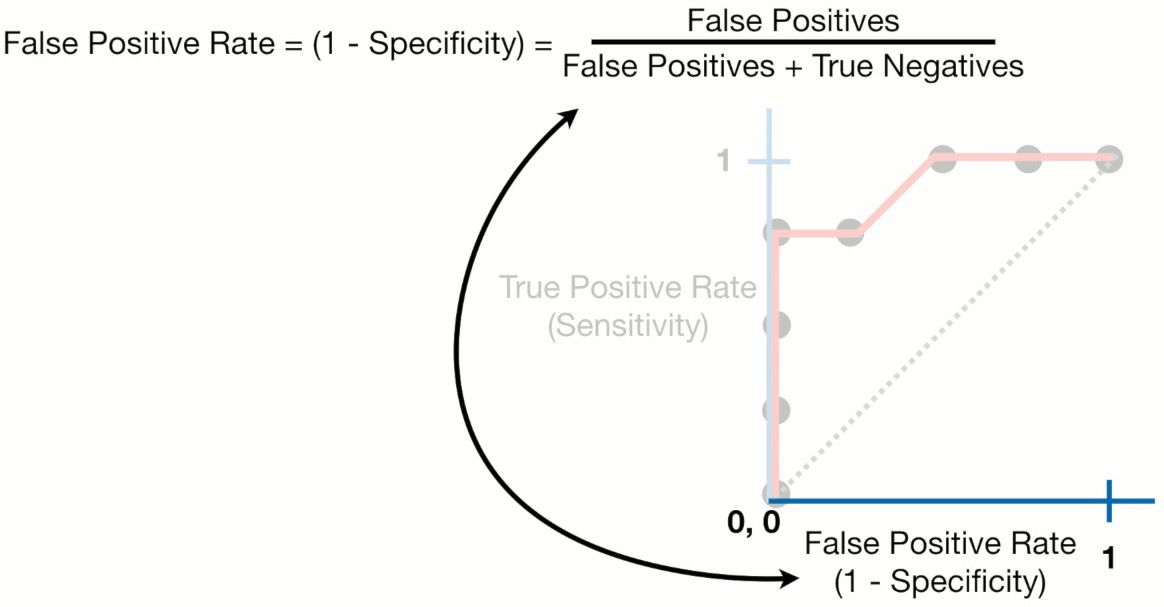 False Positives
False Positive Rate = (1 - Specificity) =
False Positives + True Negatives
1
True Positive Rate
(Sensitivity)
0, 0
False Positive Rate
1
(1 - Specificity)